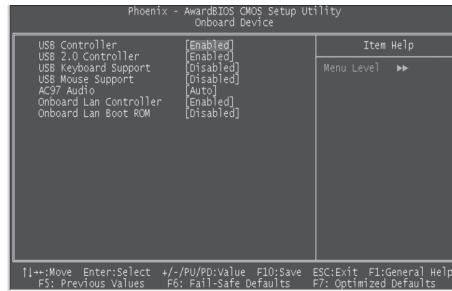 Phoenix - AwardBIOS CMOS Setup Utility
Onboard Device
USB Controller [Enabled]
USB 2.0 Controller [Enabled]
USB Keyboard Support [Disabled]
USB Mouse Support [Disabled]
AC97 Audio [Auto]
Onboard Lan Controller [Enabled]
Onboard Lan Boot ROM [Disabled]
Item Help
Menu Level ▶▶
↑↓→←:Move Enter:Select +/-/PU/PD:Value F10:Save ESC:Exit F1:General Help
F5: Previous Values F6: Fail-Safe Defaults F7: Optimized Defaults